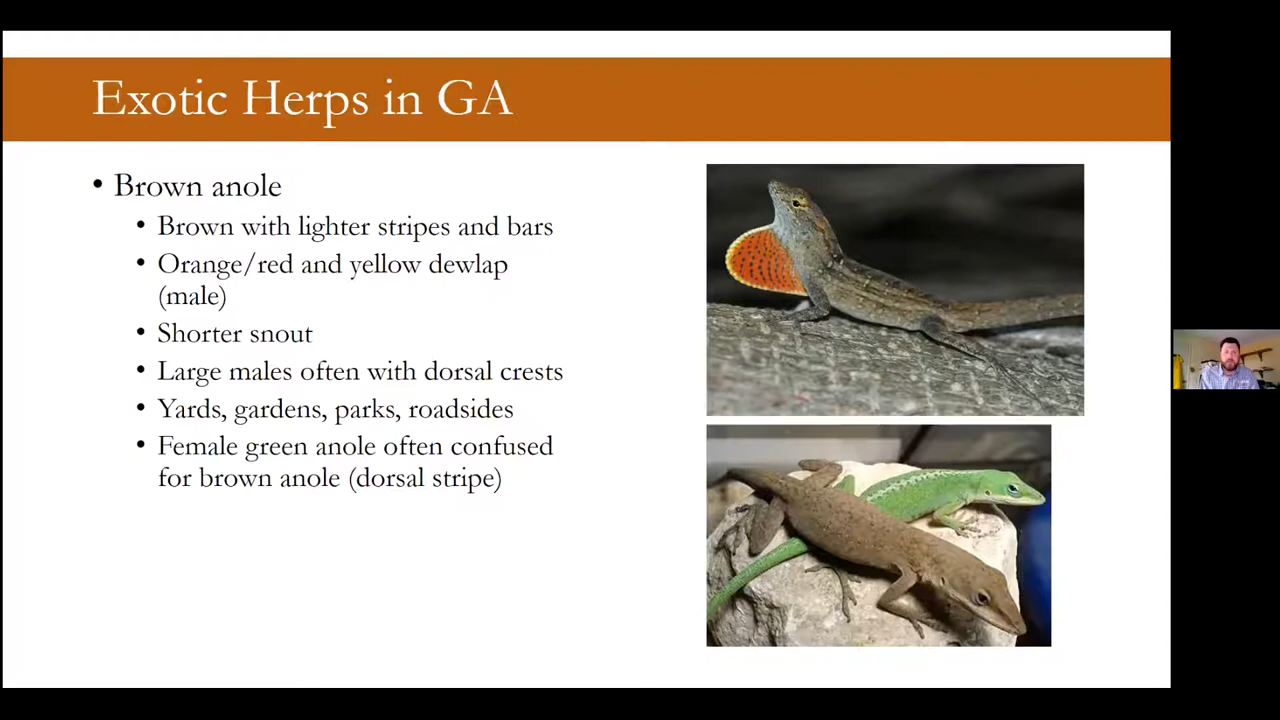 Exotic Herps in GA
• Brown anole
• Brown with lighter stripes and bars
• Orange/red and yellow dewlap
(male)
• Shorter snout
• Large males often with dorsal crests
• Yards, gardens, parks, roadsides
• Female green anole often confused
for brown anole (dorsal stripe)